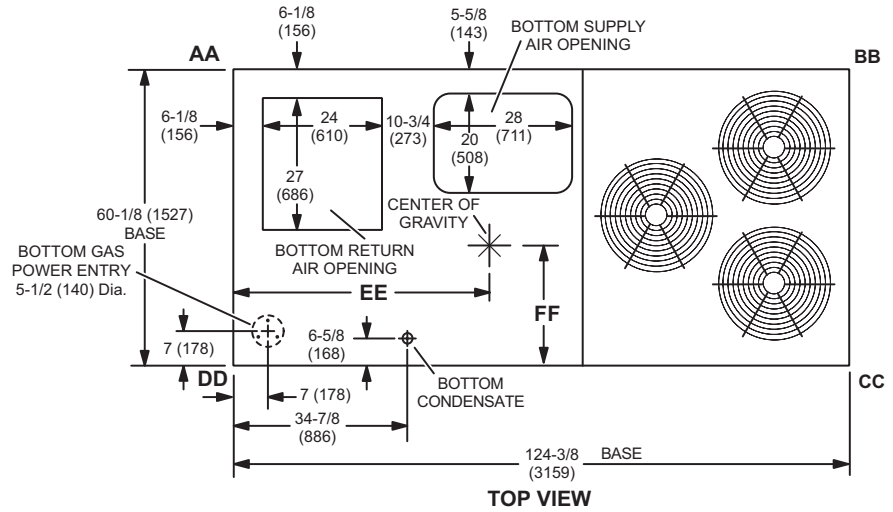 6-1/8
(156)
5-5/8
(143)
BOTTOM SUPPLY
AIR OPENING
AA
BB
6-1/8
(156)
24
(610)
10-3/4
(273)
28
(711)
20
(508)
27
(686)
CENTER OF
GRAVITY
60-1/8 (1527)
BASE
BOTTOM GAS
POWER ENTRY
5-1/2 (140) Dia.
BOTTOM RETURN
AIR OPENING
EE
FF
7 (178)
6-5/8
(168)
DD
CC
7 (178)
BOTTOM
CONDENSATE
34-7/8
(886)
124-3/8
(3159)
BASE
TOP VIEW